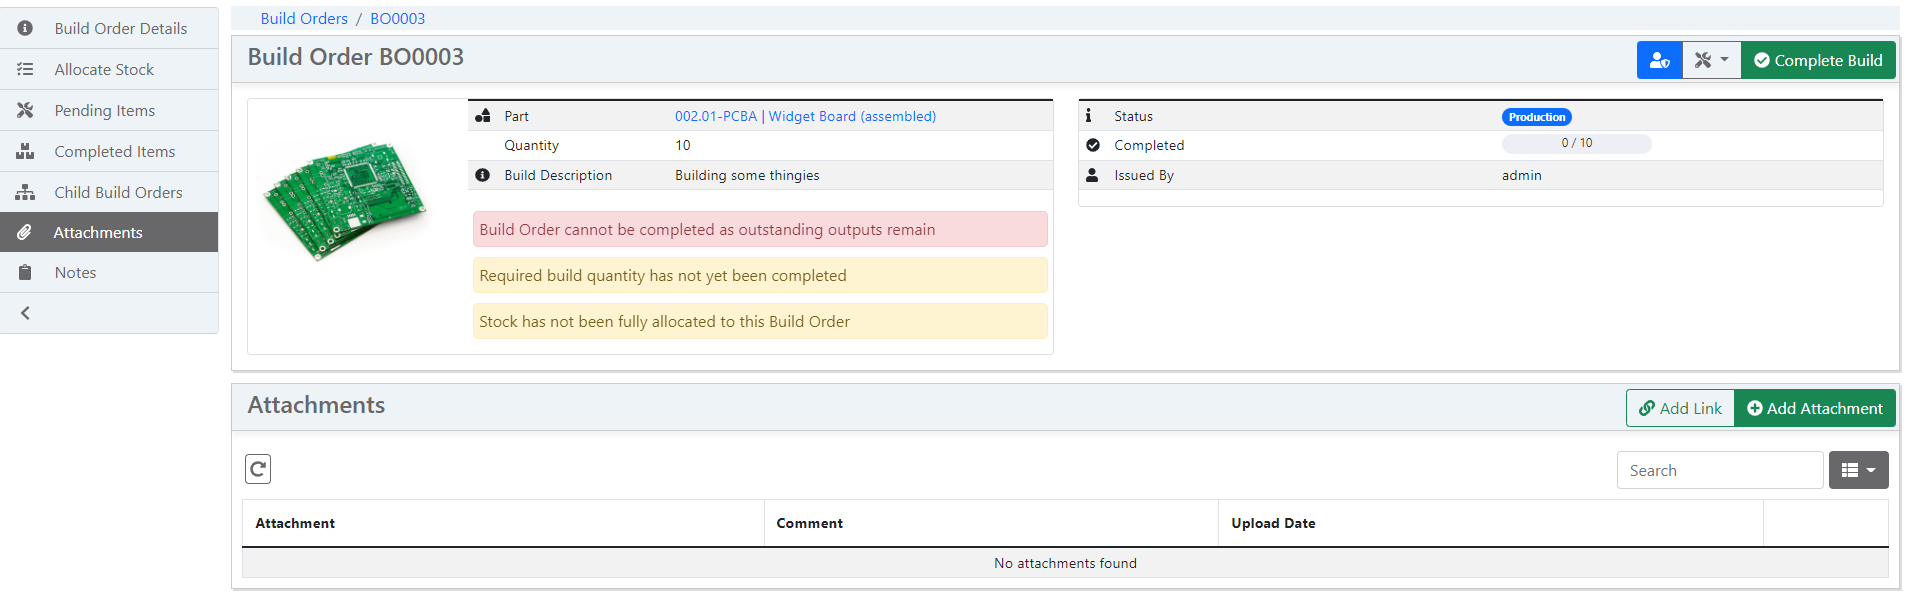 Build Order Details
Allocate Stock
Pending Items
Completed Items
Child Build Orders
Attachments
Notes
Build Orders / BO0003
Build Order BO0003
Complete Build
Part 002.01-PCBA | Widget Board (assembled)
Quantity 10
Build Description Building some thingies
Build Order cannot be completed as outstanding outputs remain
Required build quantity has not yet been completed
Stock has not been fully allocated to this Build Order
Status Production
Completed 0 / 10
Issued By admin
Attachments
Add Link Add Attachment
Search
Attachment Comment Upload Date
No attachments found